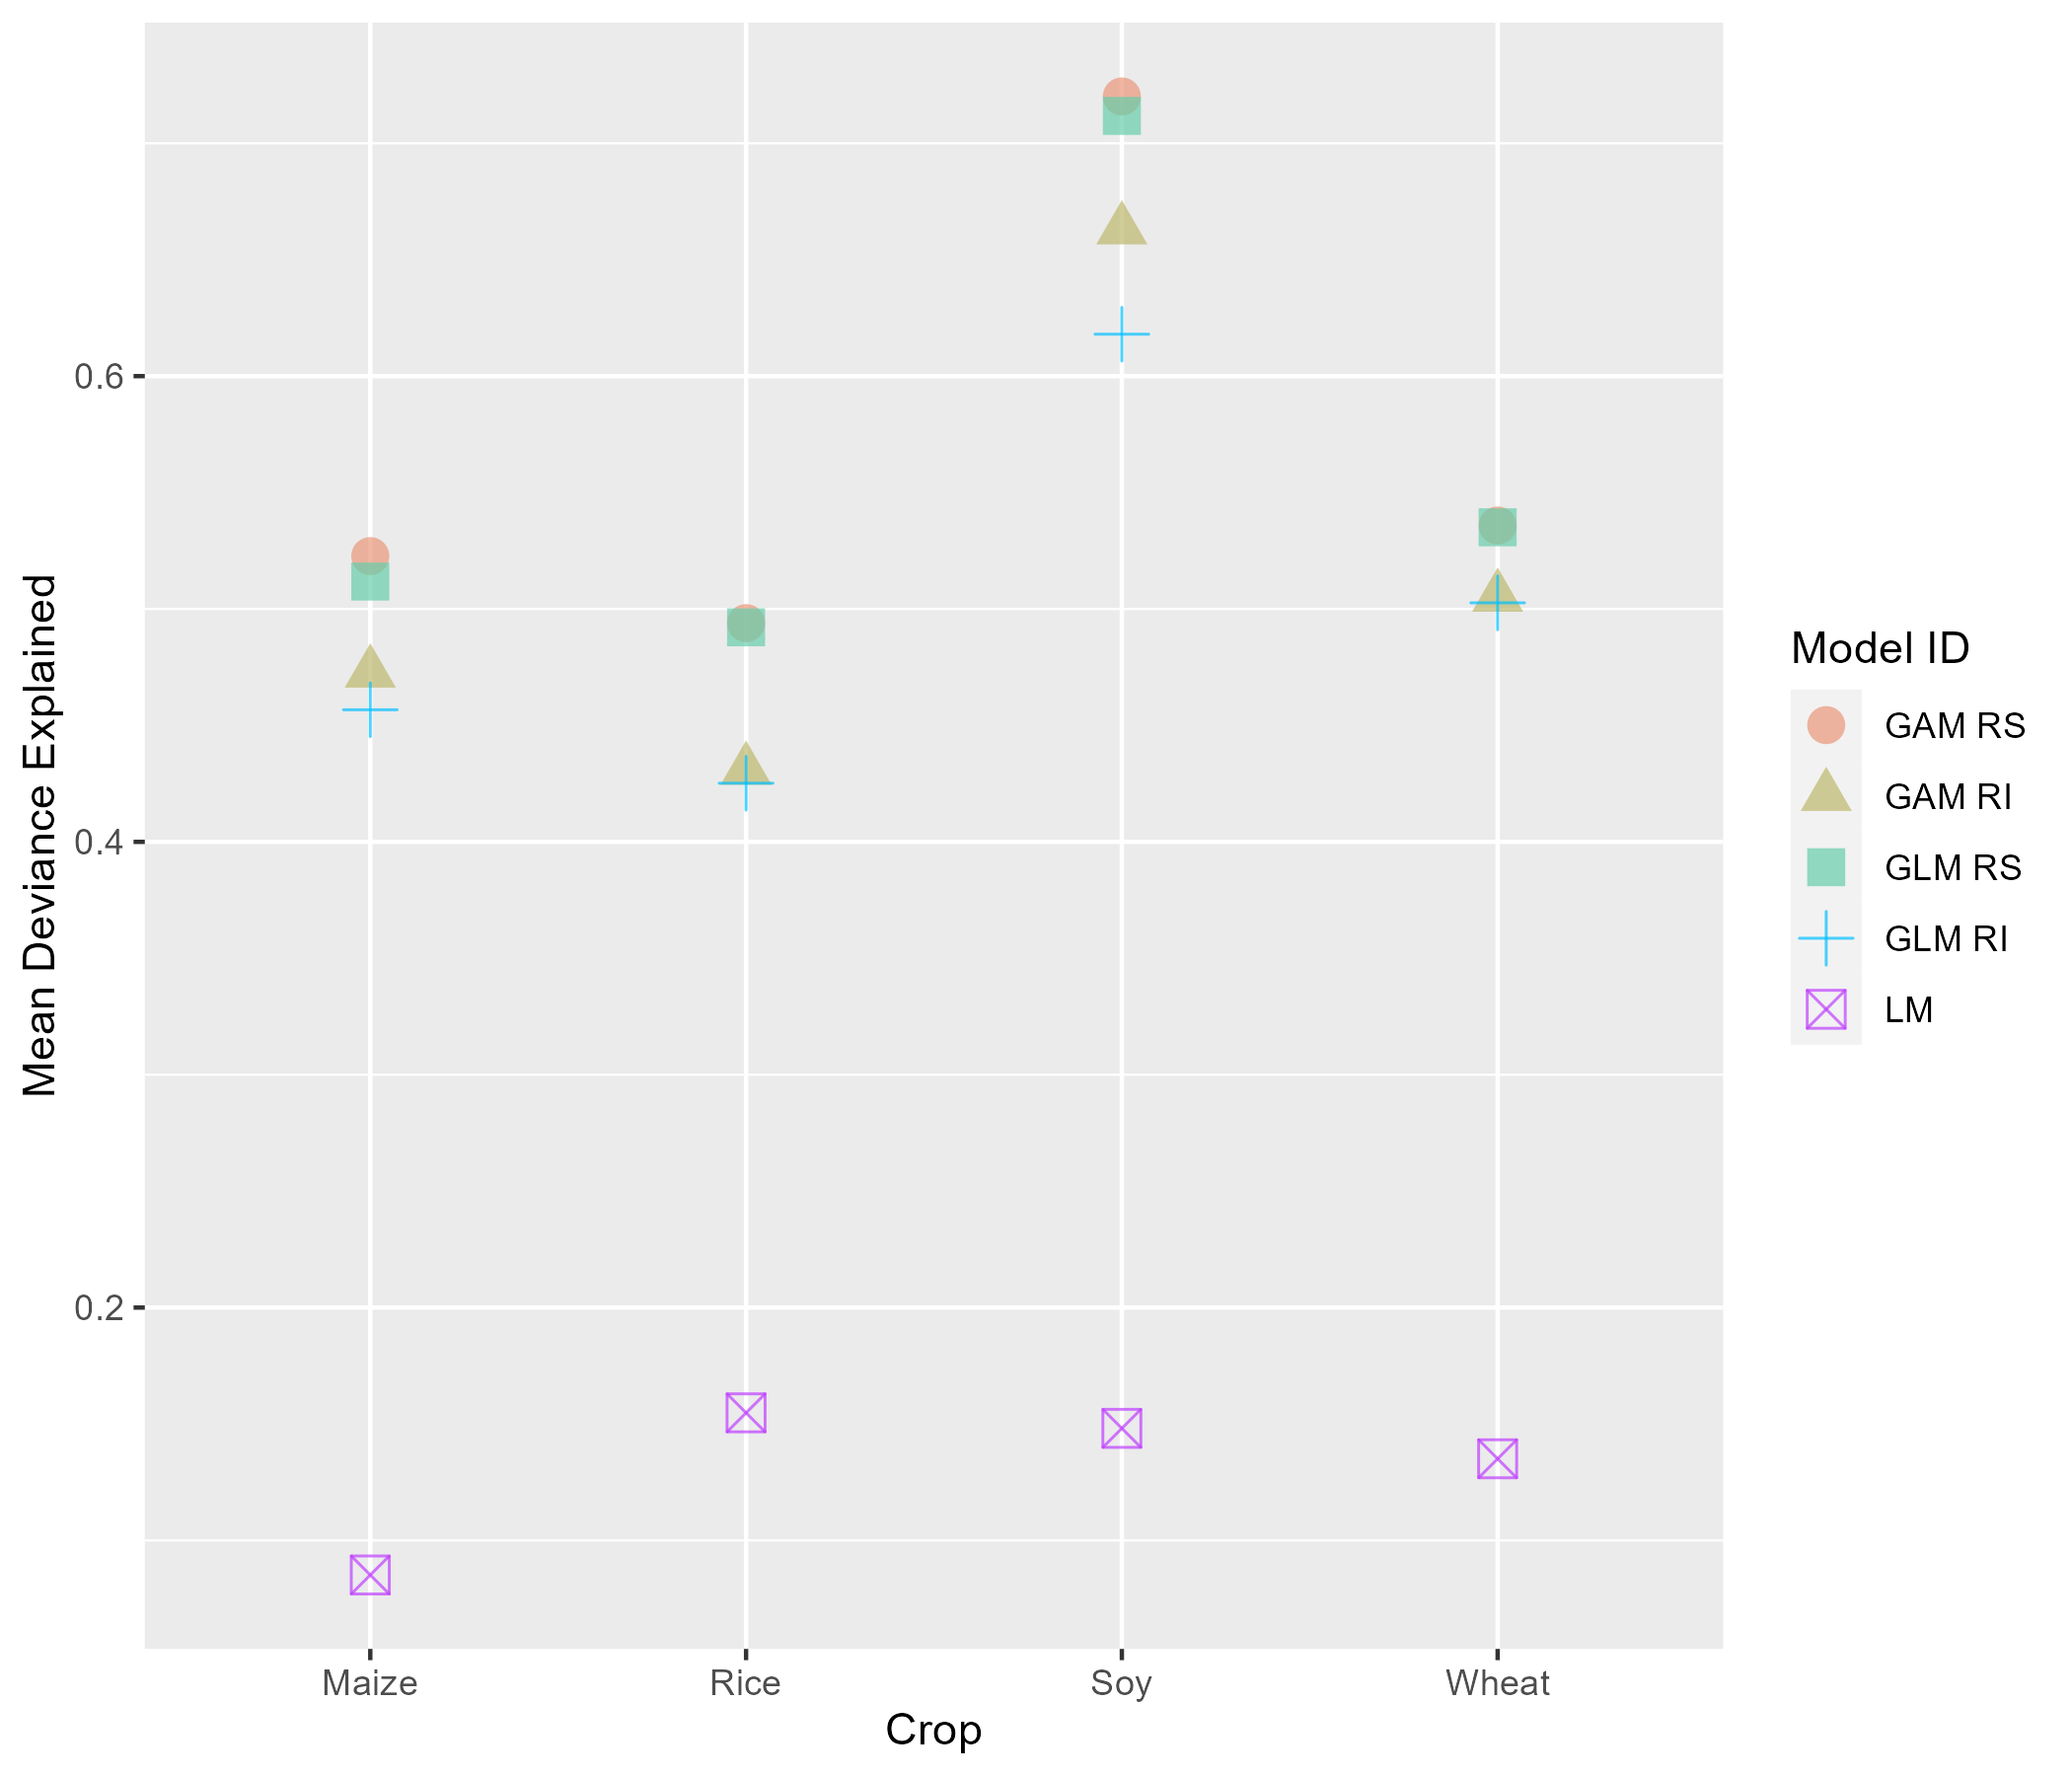 Mean Deviance Explained
0.6
0.4
0.2
Maize Rice Soy Wheat
Crop
Model ID
GAM RS
GAM RI
GLM RS
GLM RI
LM